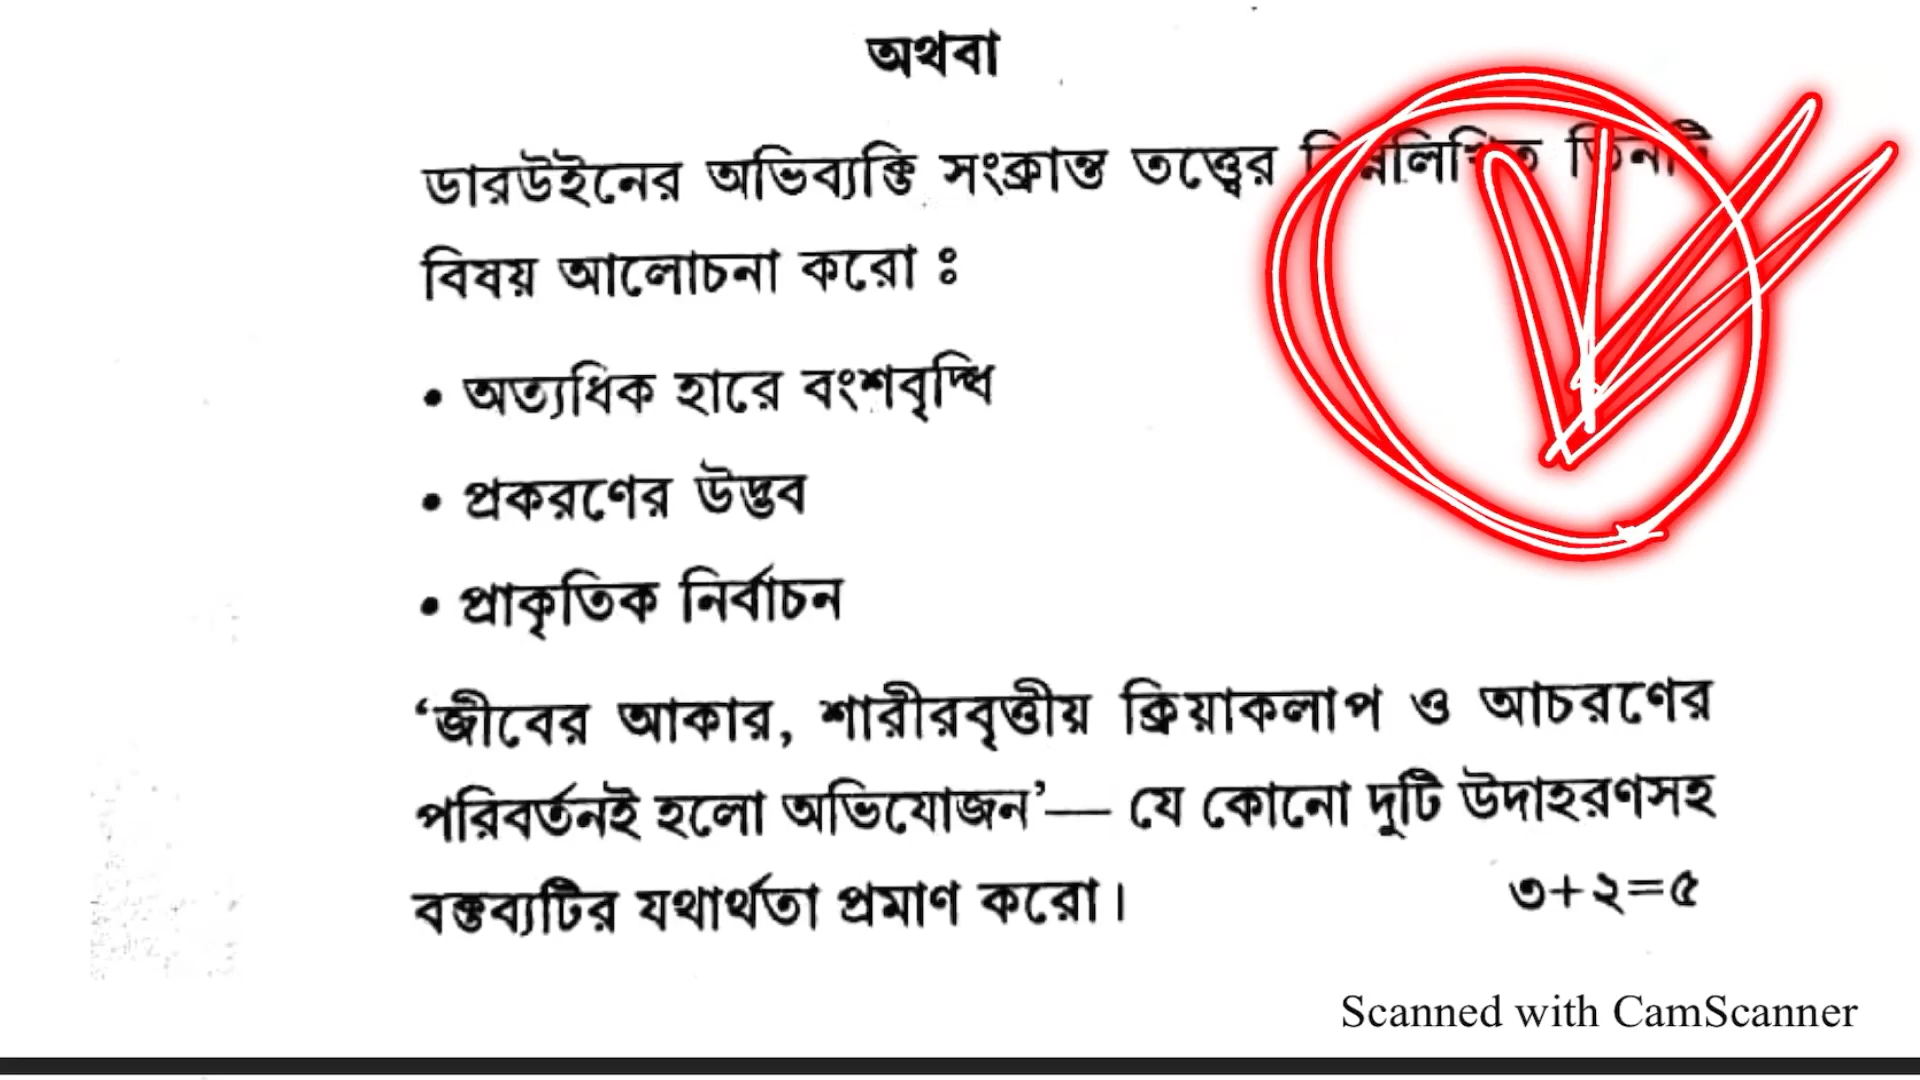 অথবা
ডারউইনের অভিব্যক্তি সংক্রান্ত তত্ত্বের নিম্নলিখিত তিনটি
বিষয় আলোচনা করো ঃ
• অত্যধিক হারে বংশবৃদ্ধি
• প্রকরণের উদ্ভব
• প্রাকৃতিক নির্বাচন
‘জীবের আকার, শারীরবৃত্তীয় ক্রিয়াকলাপ ও আচরণের
পরিবর্তনই হলো অভিযোজন’— যে কোনো দুটি উদাহরণসহ
বক্তব্যটির যথার্থতা প্রমাণ করো।
৩+২=৫
Scanned with CamScanner